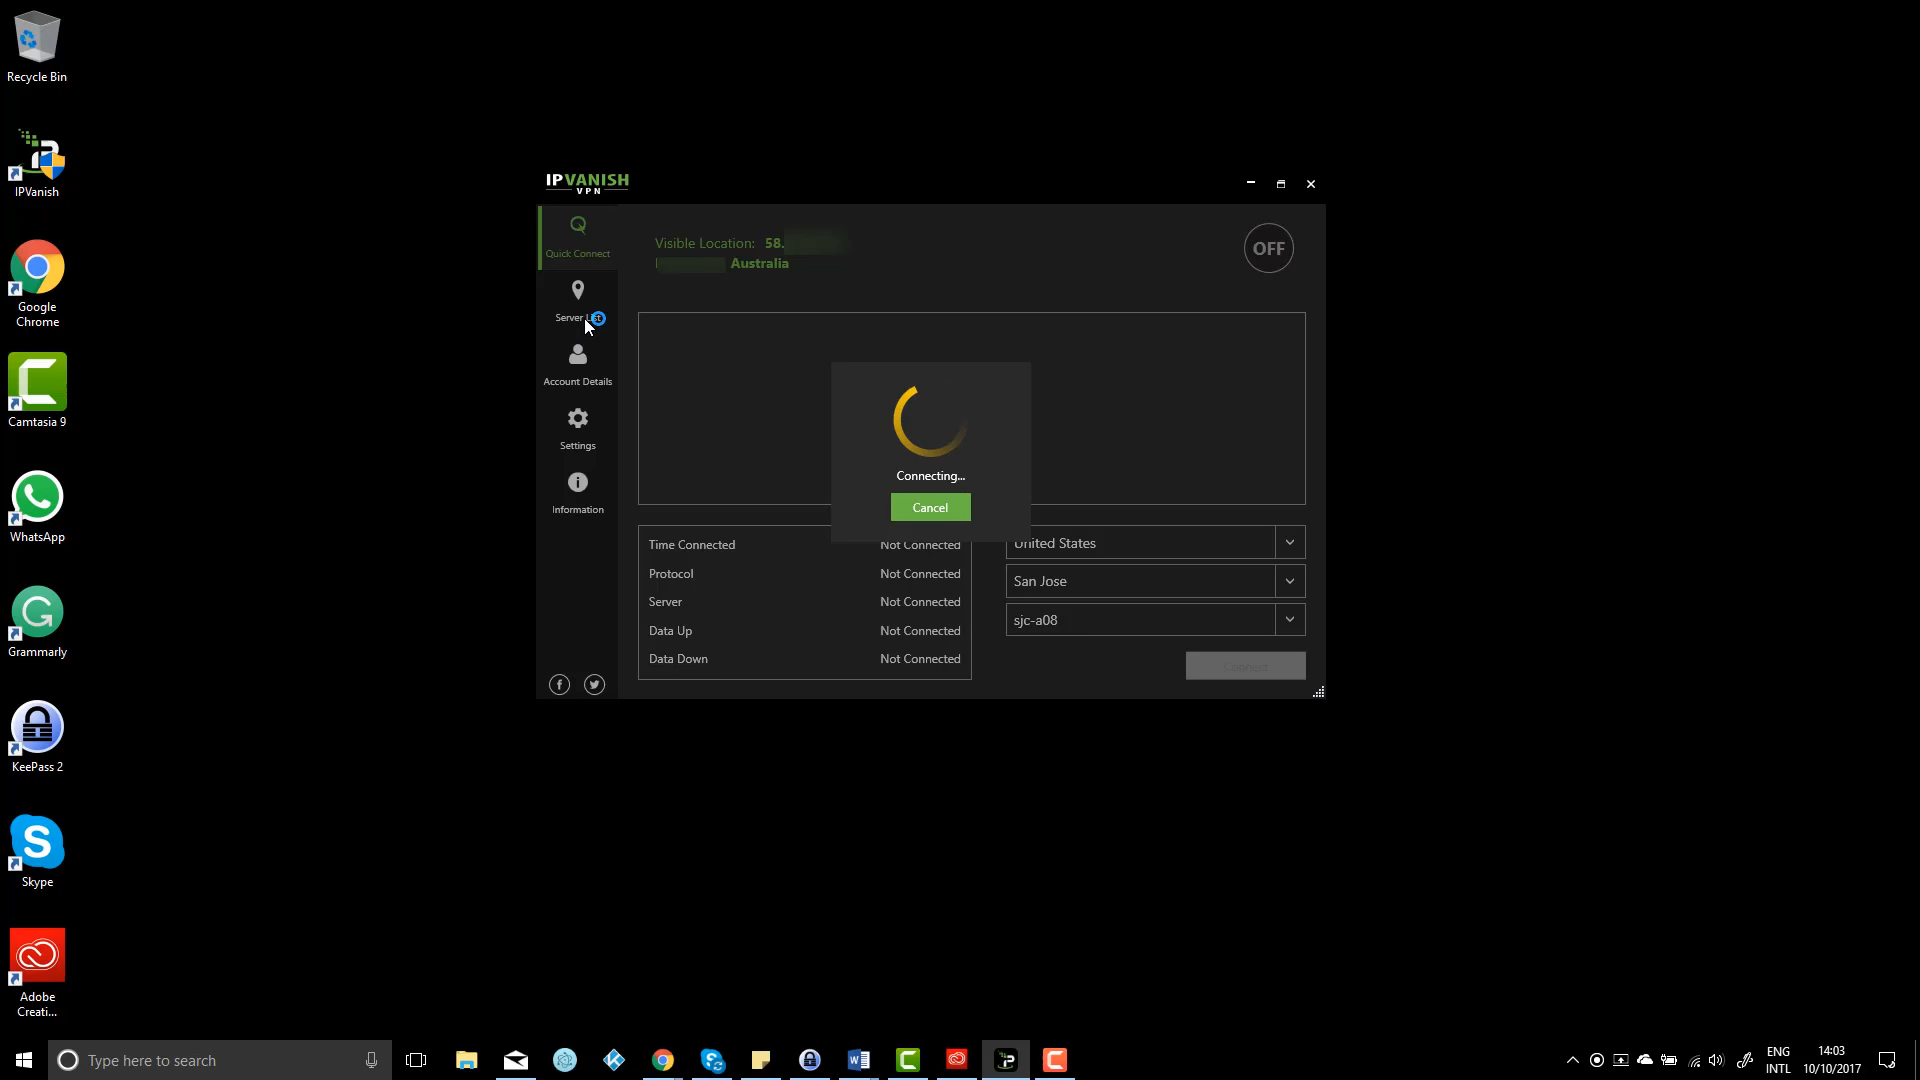 Recycle Bin
IPVanish
Google
Chrome
Camtasia 9
WhatsApp
Grammarly
KeePass 2
Skype
Adobe
Creati...
IPVANISH
VPN
Quick Connect
Server List
Account Details
Settings
Information
Visible Location: 58.
Australia
OFF
Connecting...
Cancel
Time Connected Not Connected
Protocol Not Connected
Server Not Connected
Data Up Not Connected
Data Down Not Connected
United States
San Jose
sjc-a08
Connect
Type here to search
ENG
INTL
14:03
10/10/2017